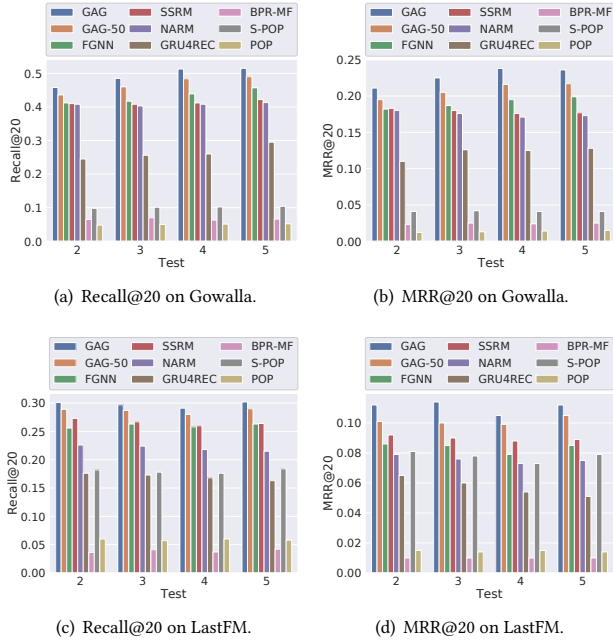 GAG SSRM BPR-MF
GAG-50 NARM S-POP
FGNN GRU4REC POP
Recall@20
0.5
0.4
0.3
0.2
0.1
0.0
2 3 4 5
Test
(a) Recall@20 on Gowalla.
GAG SSRM BPR-MF
GAG-50 NARM S-POP
FGNN GRU4REC POP
MRR@20
0.25
0.20
0.15
0.10
0.05
0.00
2 3 4 5
Test
(b) MRR@20 on Gowalla.
GAG SSRM BPR-MF
GAG-50 NARM S-POP
FGNN GRU4REC POP
Recall@20
0.30
0.25
0.20
0.15
0.10
0.05
0.00
2 3 4 5
Test
(c) Recall@20 on LastFM.
GAG SSRM BPR-MF
GAG-50 NARM S-POP
FGNN GRU4REC POP
MRR@20
0.10
0.08
0.06
0.04
0.02
0.00
2 3 4 5
Test
(d) MRR@20 on LastFM.